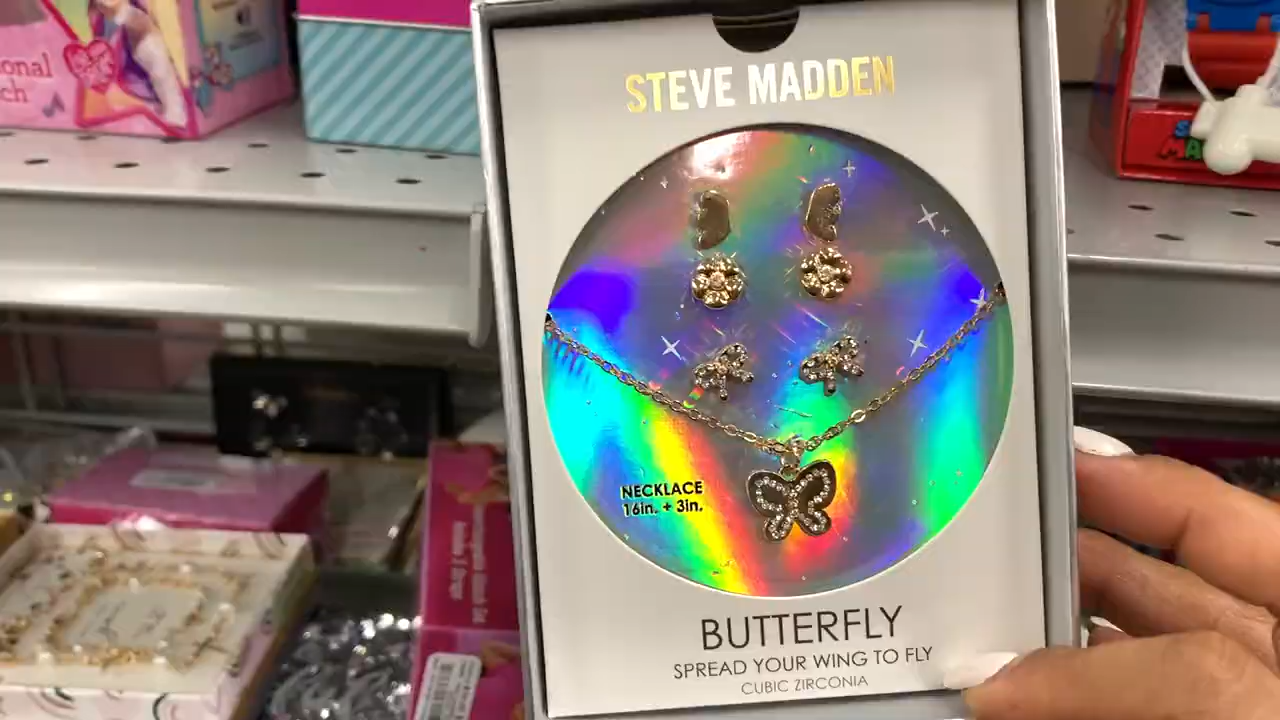 STEVE MADDEN
NECKLACE
16in. + 3in.
BUTTERFLY
SPREAD YOUR WING TO FLY
CUBIC ZIRCONIA